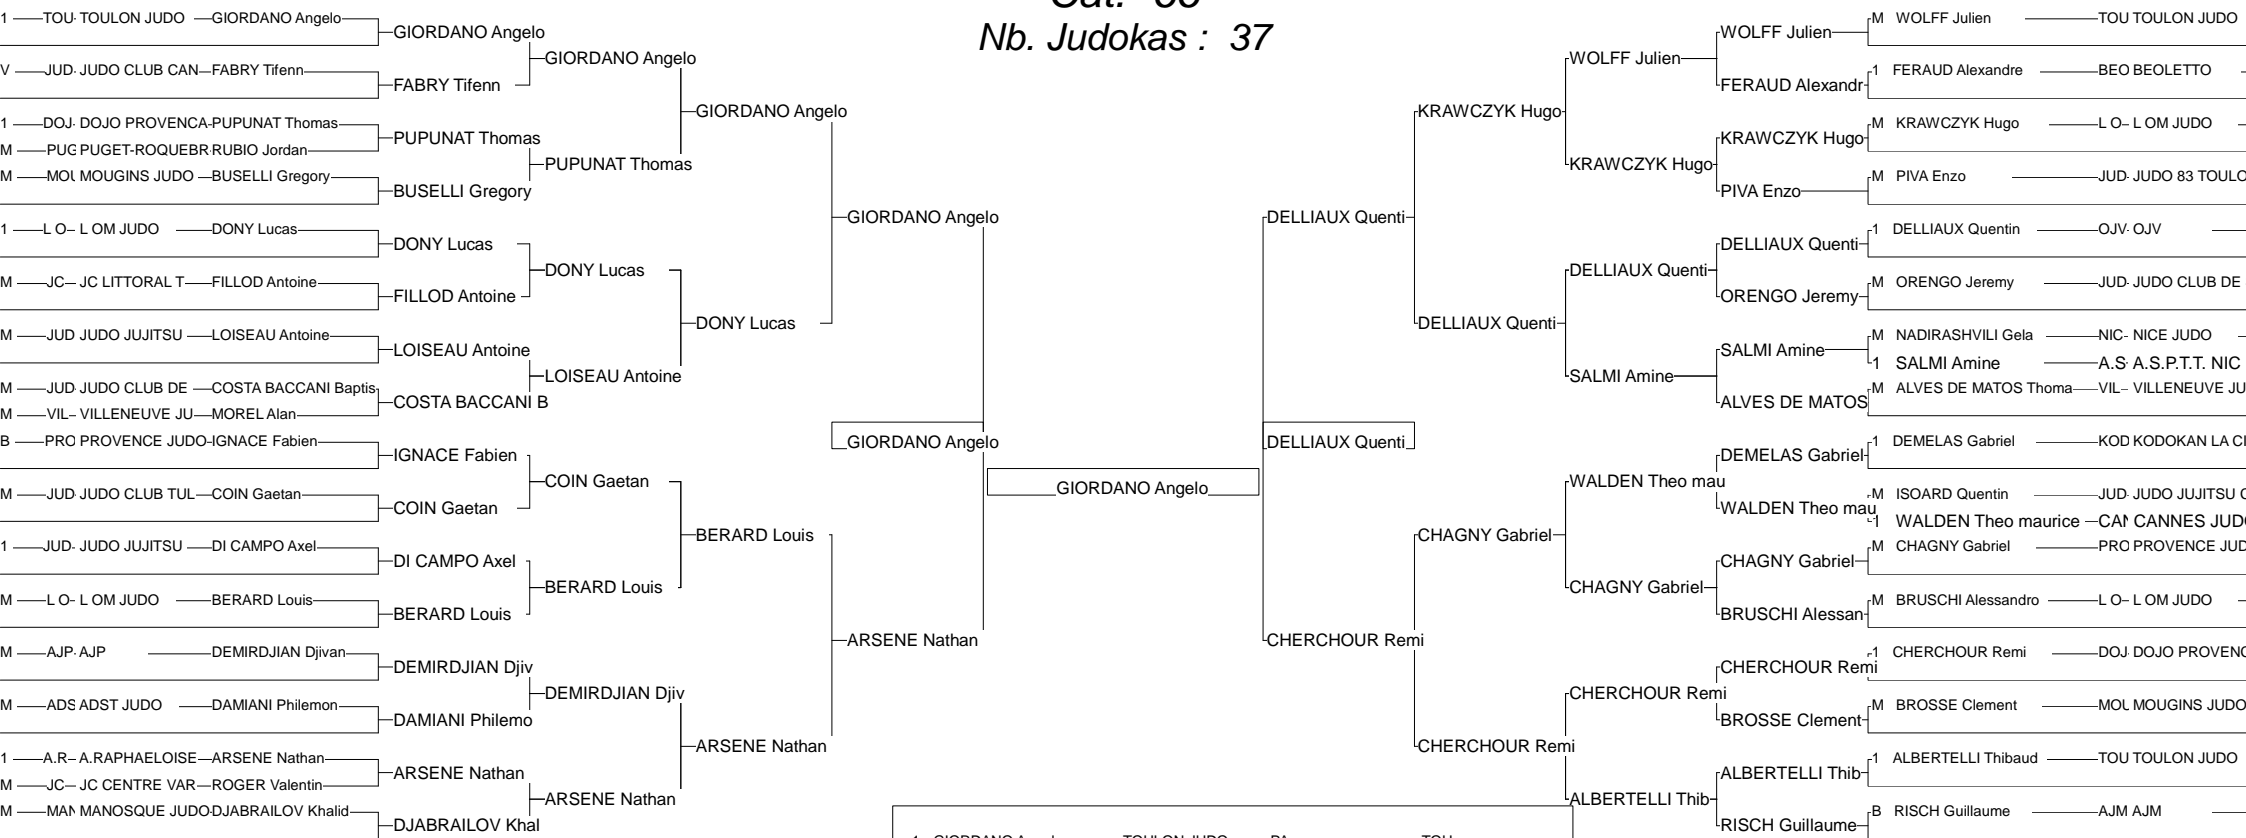 Nb. Judokas : 37
1 TOU TOULON JUDO GIORDANO Angelo
V JUD JUDO CLUB CAN FABRY Tifenn
1 DOJ DOJO PROVENCA PUPUNAT Thomas
M PUG PUGET-ROQUEBR RUBIO Jordan
M MOU MOUGINS JUDO BUSELLI Gregory
1 L O L OM JUDO DONY Lucas
M JC JC LITTORAL T FILLOD Antoine
M JUD JUDO JUJITSU LOISEAU Antoine
M JUD JUDO CLUB DE COSTA BACCANI Baptis
M VIL VILLENEUVE JU MOREL Alan
B PRO PROVENCE JUDO IGNACE Fabien
M JUD JUDO CLUB TUL COIN Gaetan
1 JUD JUDO JUJITSU DI CAMPO Axel
M L O L OM JUDO BERARD Louis
M AJP AJP DEMIRDJIAN Djivan
M ADS ADST JUDO DAMIANI Philemon
1 A.R A.RAPHAELOISE ARSENE Nathan
M JC JC CENTRE VAR ROGER Valentin
M MAN MANOSQUE JUDO DJABRAILOV Khalid
GIORDANO Angelo
FABRY Tifenn
PUPUNAT Thomas
BUSELLI Gregory
DONY Lucas
FILLOD Antoine
LOISEAU Antoine
COSTA BACCANI B
IGNACE Fabien
COIN Gaetan
DI CAMPO Axel
BERARD Louis
DEMIRDJIAN Djiv
DAMIANI Philemo
ARSENE Nathan
DJABRAILOV Khal
GIORDANO Angelo
PUPUNAT Thomas
DONY Lucas
LOISEAU Antoine
COIN Gaetan
BERARD Louis
DEMIRDJIAN Djiv
ARSENE Nathan
GIORDANO Angelo
DONY Lucas
BERARD Louis
ARSENE Nathan
GIORDANO Angelo
GIORDANO Angelo
ARSENE Nathan
GIORDANO Angelo
DELLIAUX Quenti
DELLIAUX Quenti
CHERCHOUR Remi
KRAWCZYK Hugo
DELLIAUX Quenti
CHAGNY Gabriel
CHERCHOUR Remi
WOLFF Julien
KRAWCZYK Hugo
DELLIAUX Quenti
SALMI Amine
WALDEN Theo mau
CHAGNY Gabriel
CHERCHOUR Remi
ALBERTELLI Thib
WOLFF Julien
FERAUD Alexandr
KRAWCZYK Hugo
PIVA Enzo
DELLIAUX Quenti
ORENGO Jeremy
SALMI Amine
ALVES DE MATOS
DEMELAS Gabriel
WALDEN Theo mau
CHAGNY Gabriel
BRUSCHI Alessan
CHERCHOUR Remi
BROSSE Clement
ALBERTELLI Thib
RISCH Guillaume
M WOLFF Julien TOU TOULON JUDO
1 FERAUD Alexandre BEO BEOLETTO
M KRAWCZYK Hugo L O L OM JUDO
M PIVA Enzo JUD JUDO 83 TOULO
1 DELLIAUX Quentin OJV OJV
M ORENGO Jeremy JUD JUDO CLUB DE
M NADIRASHVILI Gela NIC NICE JUDO
1 SALMI Amine A.S A.S.P.T.T. NIC
M ALVES DE MATOS Thoma VIL VILLENEUVE JU
1 DEMELAS Gabriel KOD KODOKAN LA CI
M ISOARD Quentin JUD JUDO JUJITSU
1 WALDEN Theo maurice CAN CANNES JUDO
M CHAGNY Gabriel PRO PROVENCE JUD
M BRUSCHI Alessandro L O L OM JUDO
1 CHERCHOUR Remi DOJ DOJO PROVENC
M BROSSE Clement MOU MOUGINS JUDO
1 ALBERTELLI Thibaud TOU TOULON JUDO
B RISCH Guillaume AJM AJM